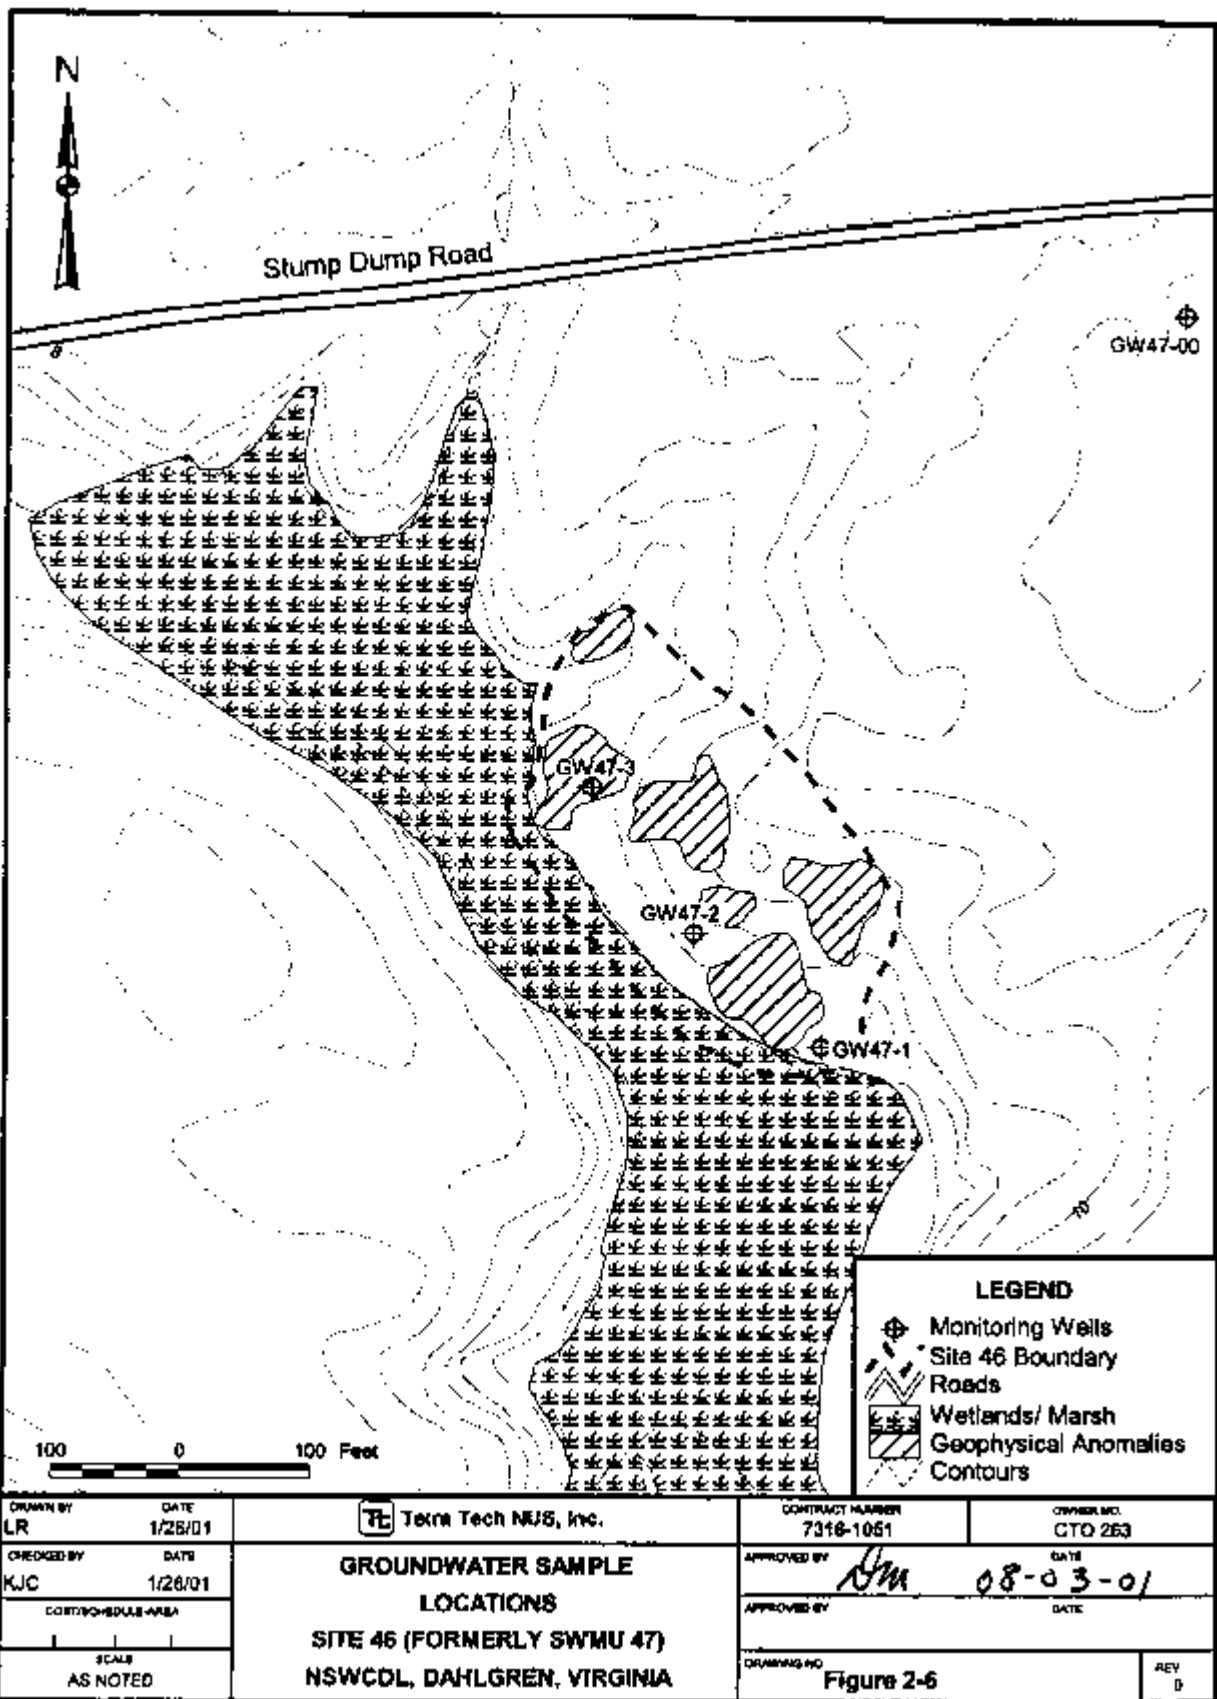 N
Stump Dump Road
8
GW47-00
GW47-3
GW47-2
GW47-1
10
LEGEND
Monitoring Wells
Site 46 Boundary
Roads
Wetlands/ Marsh
Geophysical Anomalies
Contours
100 0 100 Feet
DRAWN BY DATE
LR 1/26/01
CHECKED BY DATE
KJC 1/26/01
COST/SCHEDULE-AREA
SCALE
AS NOTED
Tt Tetra Tech NUS, Inc.
GROUNDWATER SAMPLE
LOCATIONS
SITE 46 (FORMERLY SWMU 47)
NSWCDL, DAHLGREN, VIRGINIA
CONTRACT NUMBER
7316-1051
OWNER NO.
CTO 263
APPROVED BY DATE
08-03-01
APPROVED BY DATE
DRAWING NO.
Figure 2-6
REV
0